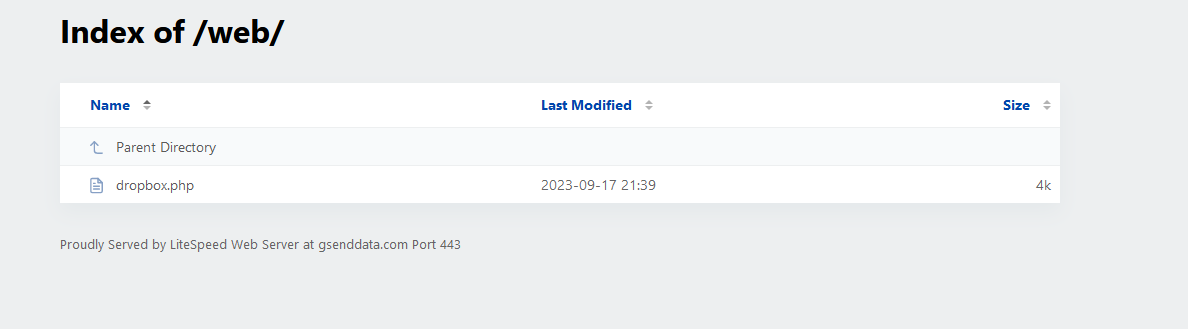 Index of /web/
Name Last Modified Size
Parent Directory
dropbox.php 2023-09-17 21:39 4k
Proudly Served by LiteSpeed Web Server at gsenddata.com Port 443